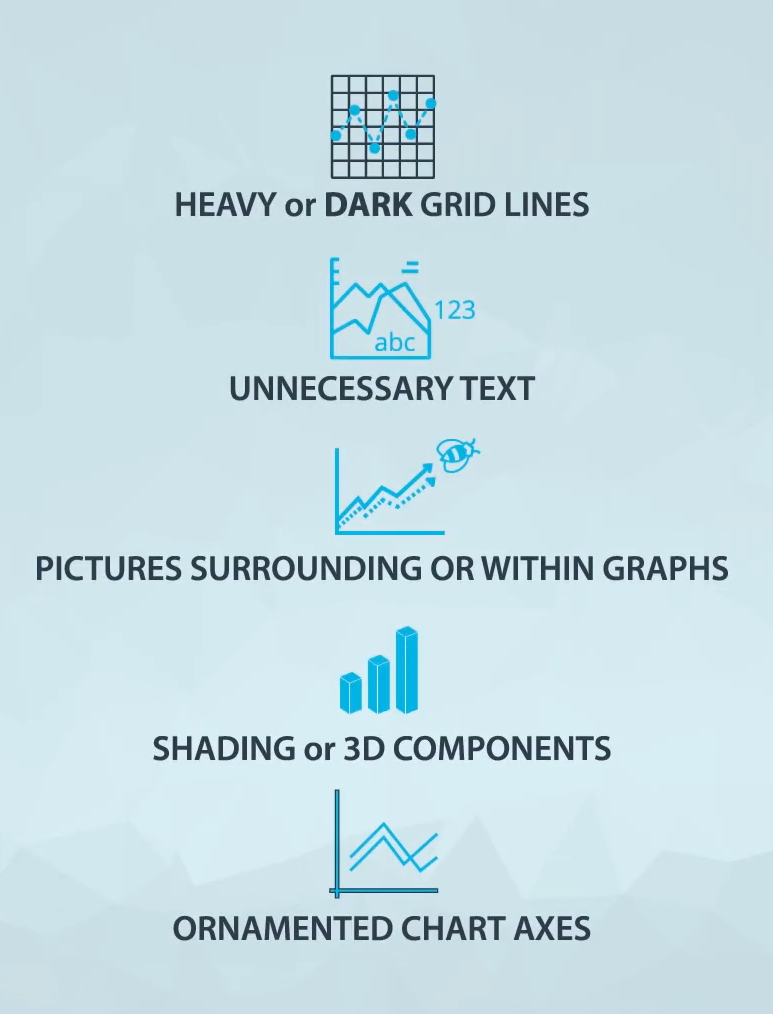 HEAVY or DARK GRID LINES
123
abc
UNNECESSARY TEXT
PICTURES SURROUNDING OR WITHIN GRAPHS
SHADING or 3D COMPONENTS
ORNAMENTED CHART AXES